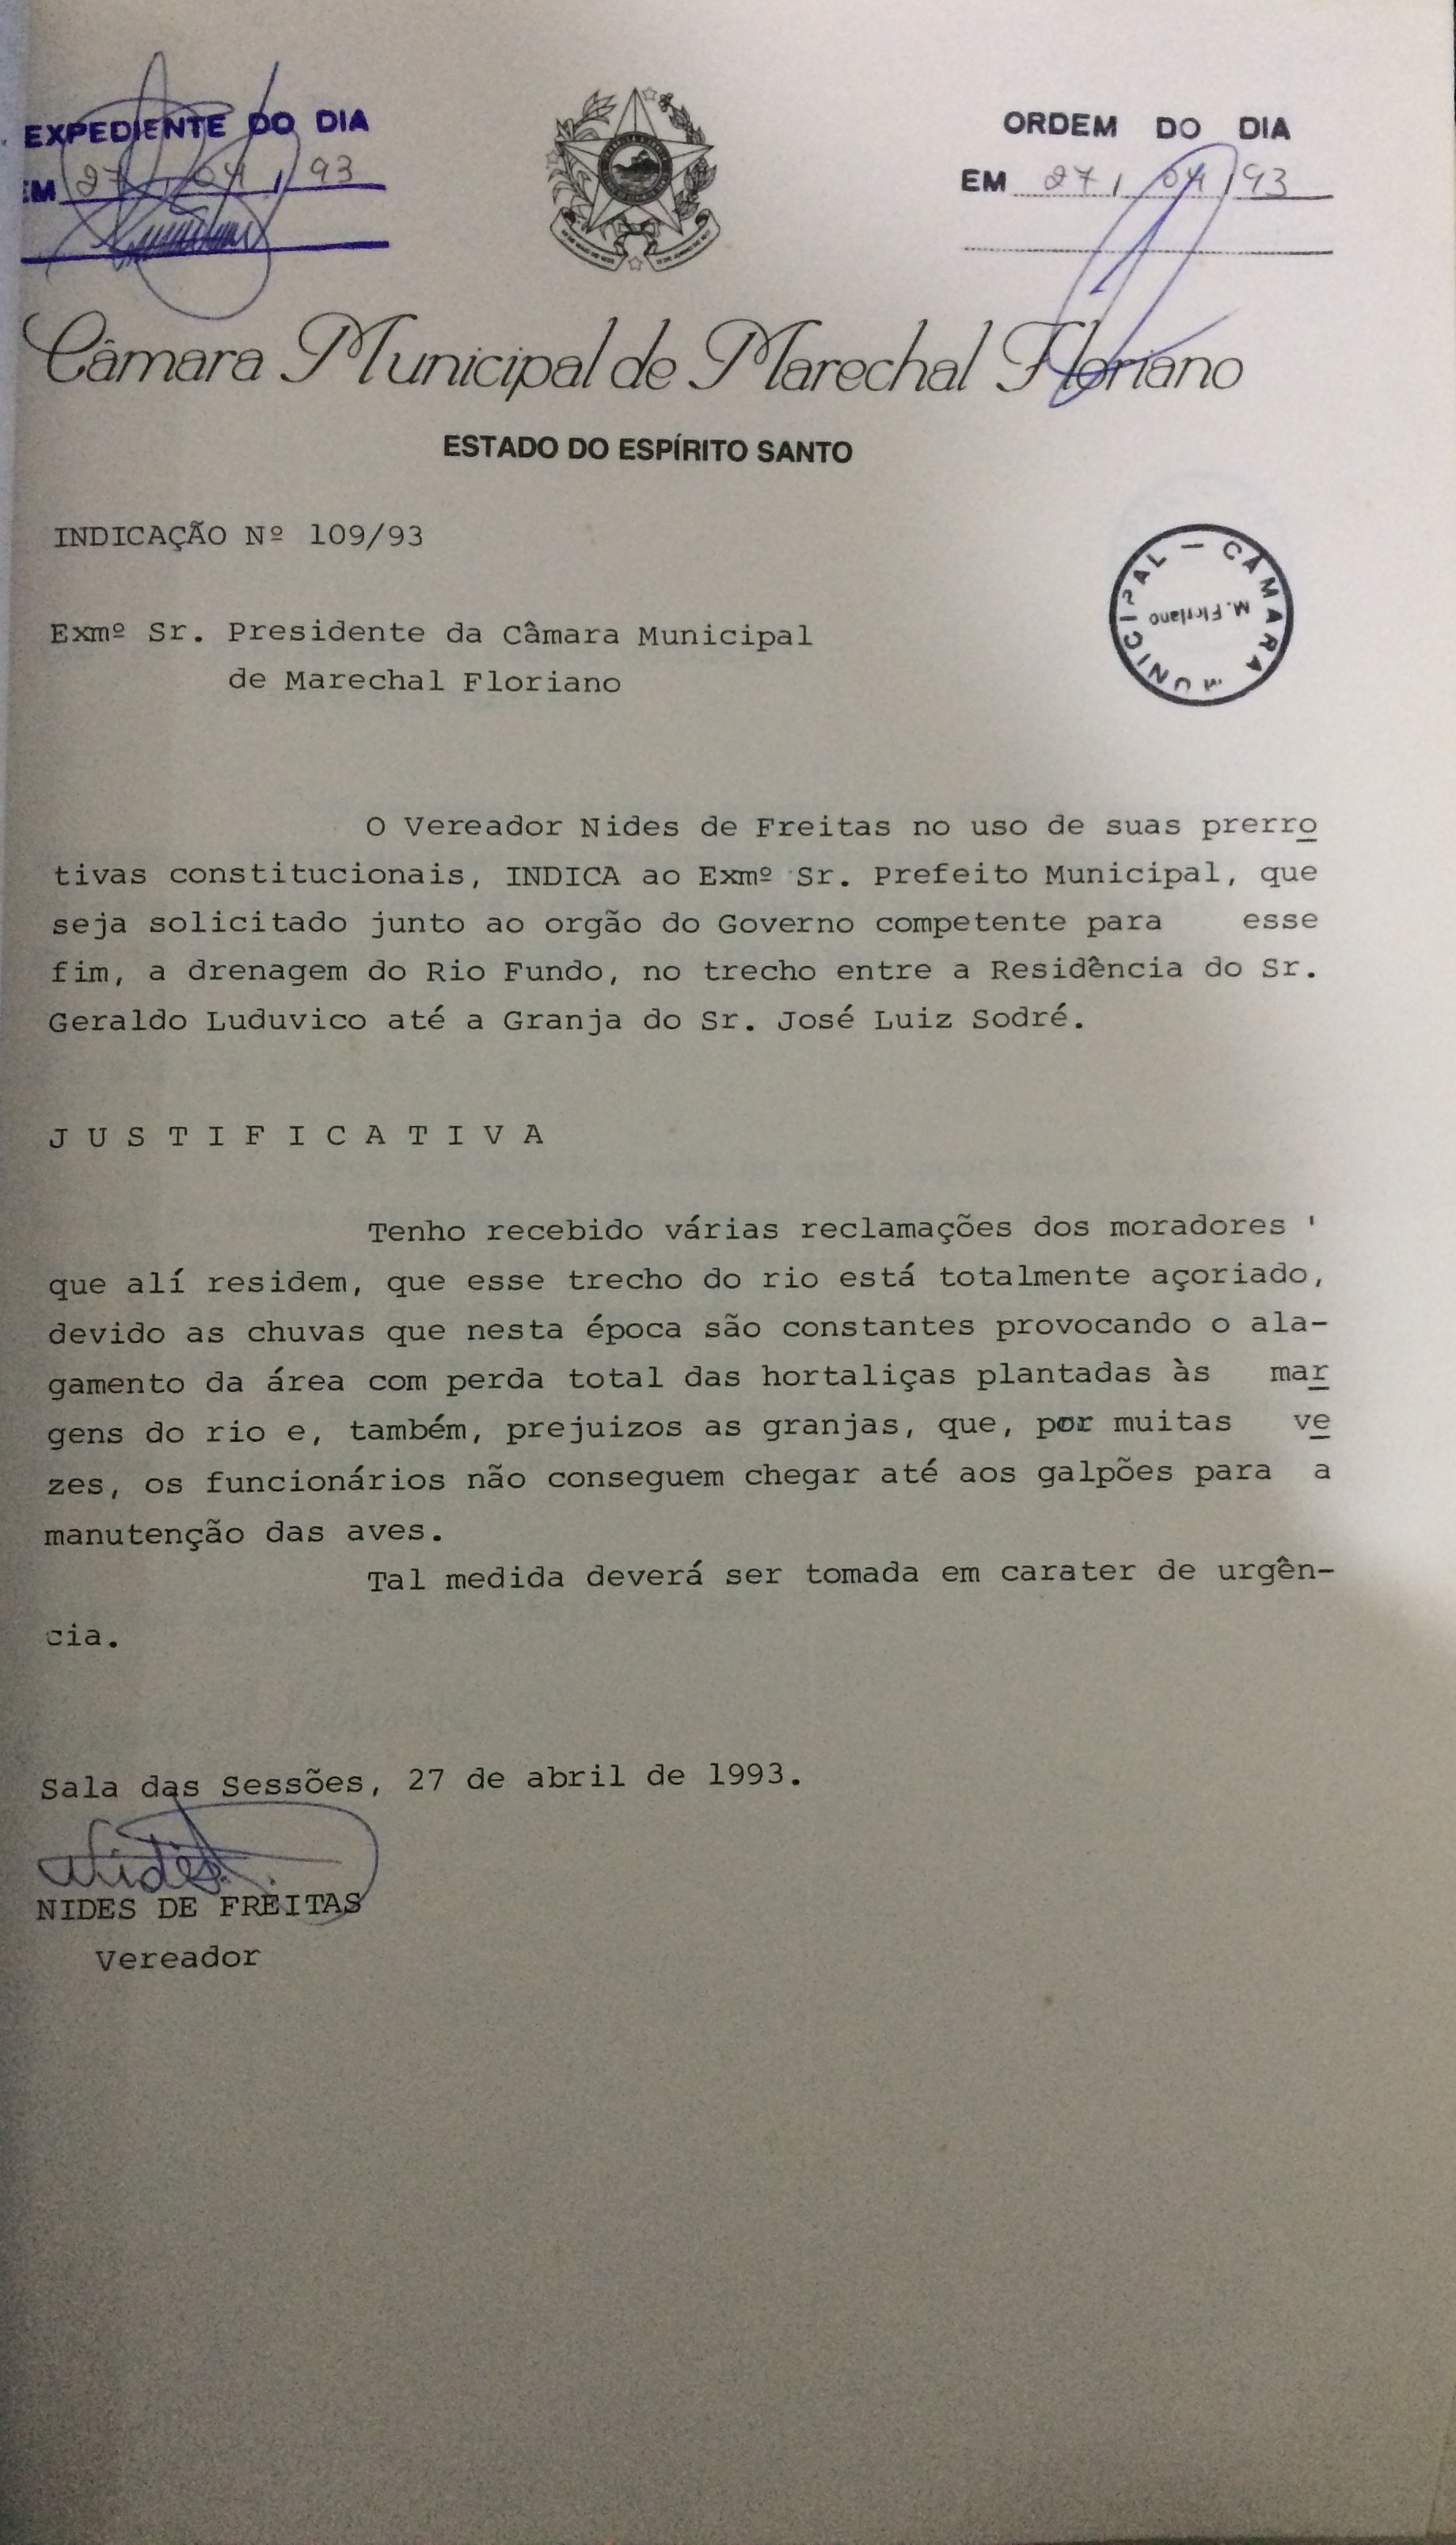 EXPEDIENTE DO DIA
EM 27 / 04 / 93
ORDEM DO DIA
EM 27 / 04 / 93
Câmara Municipal de Marechal Floriano
ESTADO DO ESPÍRITO SANTO
INDICAÇÃO Nº 109/93
CÂMARA MUNICIPAL —
M. Floriano
Exmº Sr. Presidente da Câmara Municipal
de Marechal Floriano
O Vereador Nides de Freitas no uso de suas prerro
tivas constitucionais, INDICA ao Exmº Sr. Prefeito Municipal, que
seja solicitado junto ao orgão do Governo competente para esse
fim, a drenagem do Rio Fundo, no trecho entre a Residência do Sr.
Geraldo Luduvico até a Granja do Sr. José Luiz Sodré.
J U S T I F I C A T I V A
Tenho recebido várias reclamações dos moradores '
que alí residem, que esse trecho do rio está totalmente açoriado,
devido as chuvas que nesta época são constantes provocando o ala-
gamento da área com perda total das hortaliças plantadas às mar
gens do rio e, também, prejuizos as granjas, que, por muitas ve
zes, os funcionários não conseguem chegar até aos galpões para a
manutenção das aves.
Tal medida deverá ser tomada em carater de urgên-
cia.
Sala das Sessões, 27 de abril de 1993.
Nides
NIDES DE FREITAS
Vereador